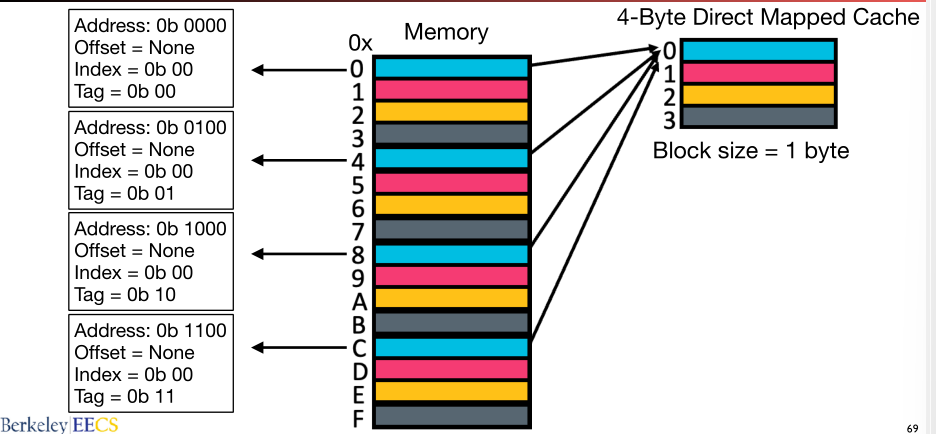 4-Byte Direct Mapped Cache
Memory
0x
Address: 0b 0000
Offset = None
Index = 0b 00
Tag = 0b 00
Address: 0b 0100
Offset = None
Index = 0b 00
Tag = 0b 01
Address: 0b 1000
Offset = None
Index = 0b 00
Tag = 0b 10
Address: 0b 1100
Offset = None
Index = 0b 00
Tag = 0b 11
0
1
2
3
4
5
6
7
8
9
A
B
C
D
E
F
0
1
2
3
Block size = 1 byte
Berkeley EECS
69